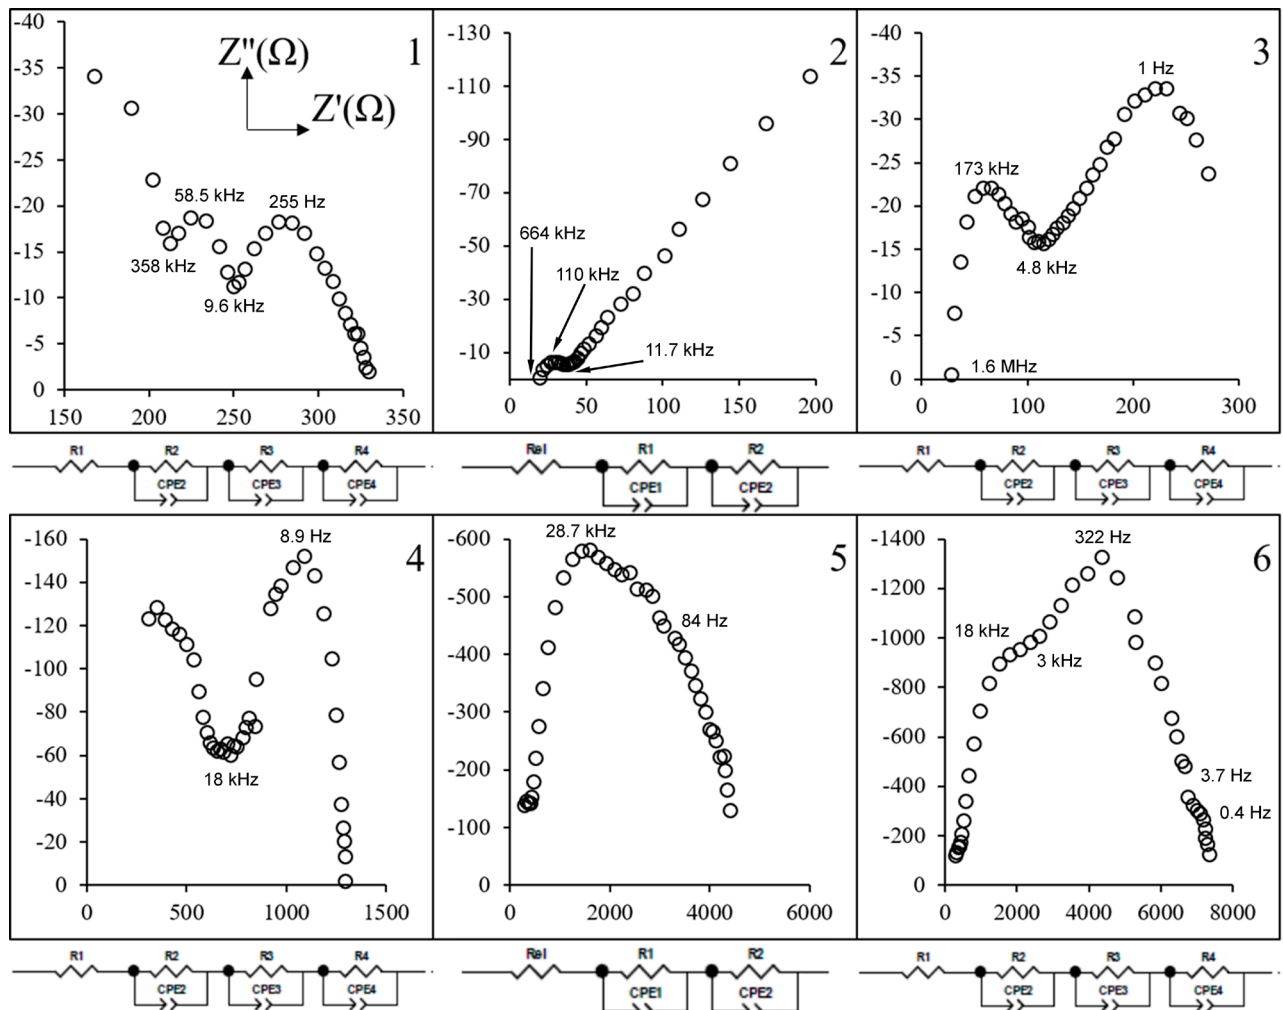 -40
-35
-30
-25
-20
-15
-10
-5
0
150
200
250
300
350
Z''(Ω)
Z'(Ω)
1
58.5 kHz
255 Hz
358 kHz
9.6 kHz
-130
-110
-90
-70
-50
-30
-10
0
50
100
150
200
2
664 kHz
110 kHz
11.7 kHz
-40
-35
-30
-25
-20
-15
-10
-5
0
0
100
200
300
3
1 Hz
173 kHz
4.8 kHz
1.6 MHz
R1
R2
R3
R4
CPE2
CPE3
CPE4
Rel
R1
R2
CPE1
CPE2
R1
R2
R3
R4
CPE2
CPE3
CPE4
-160
-140
-120
-100
-80
-60
-40
-20
0
0
500
1000
1500
4
8.9 Hz
18 kHz
-600
-500
-400
-300
-200
-100
0
0
2000
4000
6000
5
28.7 kHz
84 Hz
-1400
-1200
-1000
-800
-600
-400
-200
0
0
2000
4000
6000
8000
6
322 Hz
18 kHz
3 kHz
3.7 Hz
0.4 Hz
R1
R2
R3
R4
CPE2
CPE3
CPE4
Rel
R1
R2
CPE1
CPE2
R1
R2
R3
R4
CPE2
CPE3
CPE4